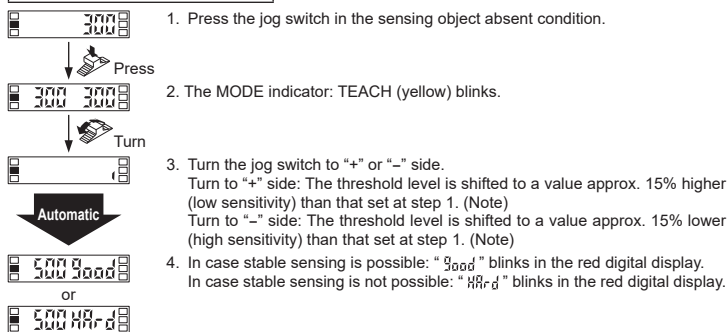 300
1. Press the jog switch in the sensing object absent condition.
Press
300 300
2. The MODE indicator: TEACH (yellow) blinks.
Turn
3. Turn the jog switch to “+” or “–” side.
Turn to “+” side: The threshold level is shifted to a value approx. 15% higher
(low sensitivity) than that set at step 1. (Note)
Turn to “–” side: The threshold level is shifted to a value approx. 15% lower
(high sensitivity) than that set at step 1. (Note)
Automatic
4. In case stable sensing is possible: “ Good ” blinks in the red digital display.
In case stable sensing is not possible: “ HArd ” blinks in the red digital display.
500 Good
or
500 HArd